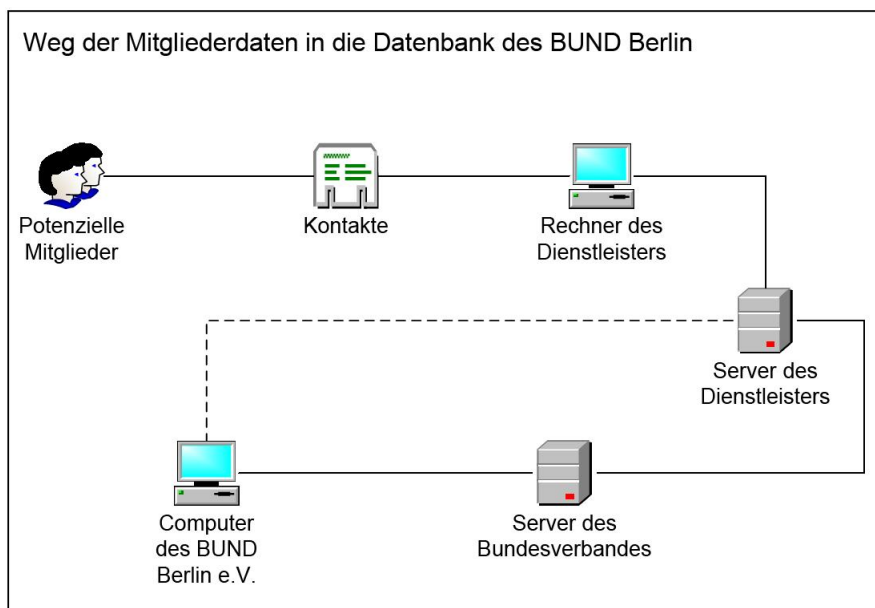 Weg der Mitgliederdaten in die Datenbank des BUND Berlin
Potenzielle
Mitglieder
Kontakte
Rechner des
Dienstleisters
Server des
Dienstleisters
Computer
des BUND
Berlin e.V.
Server des
Bundesverbandes